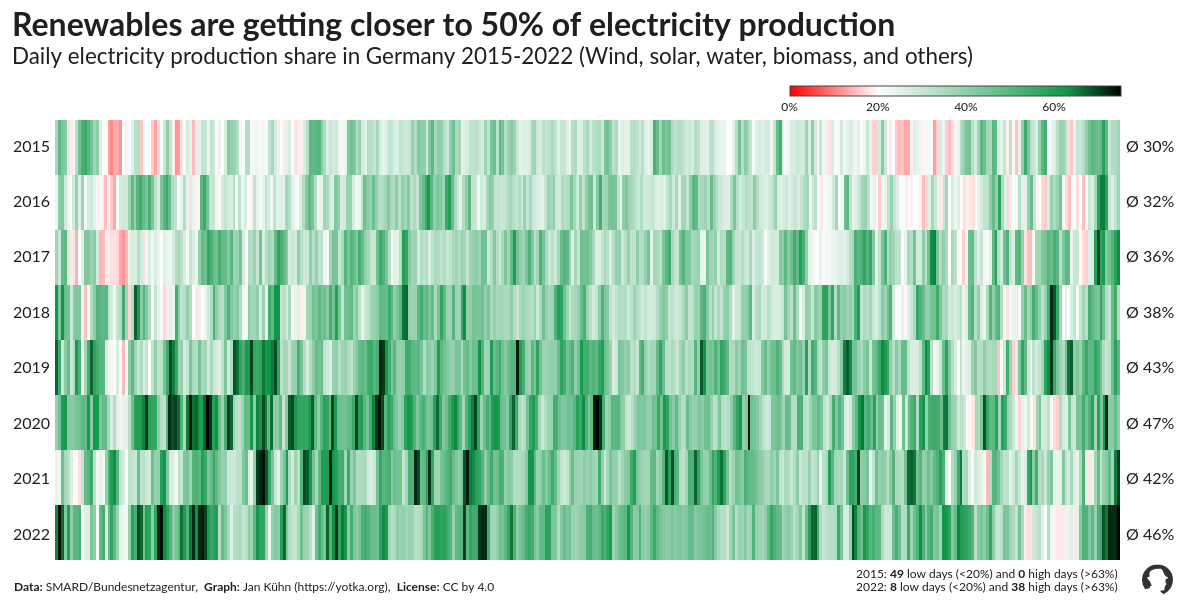 Renewables are getting closer to 50% of electricity production
Daily electricity production share in Germany 2015-2022 (Wind, solar, water, biomass, and others)
0% 20% 40% 60%
2015 Ø 30%
2016 Ø 32%
2017 Ø 36%
2018 Ø 38%
2019 Ø 43%
2020 Ø 47%
2021 Ø 42%
2022 Ø 46%
2015: 49 low days (<20%) and 0 high days (>63%)
Data: SMARD/Bundesnetzagentur, Graph: Jan Kühn (https://yotka.org), License: CC by 4.0
2022: 8 low days (<20%) and 38 high days (>63%)